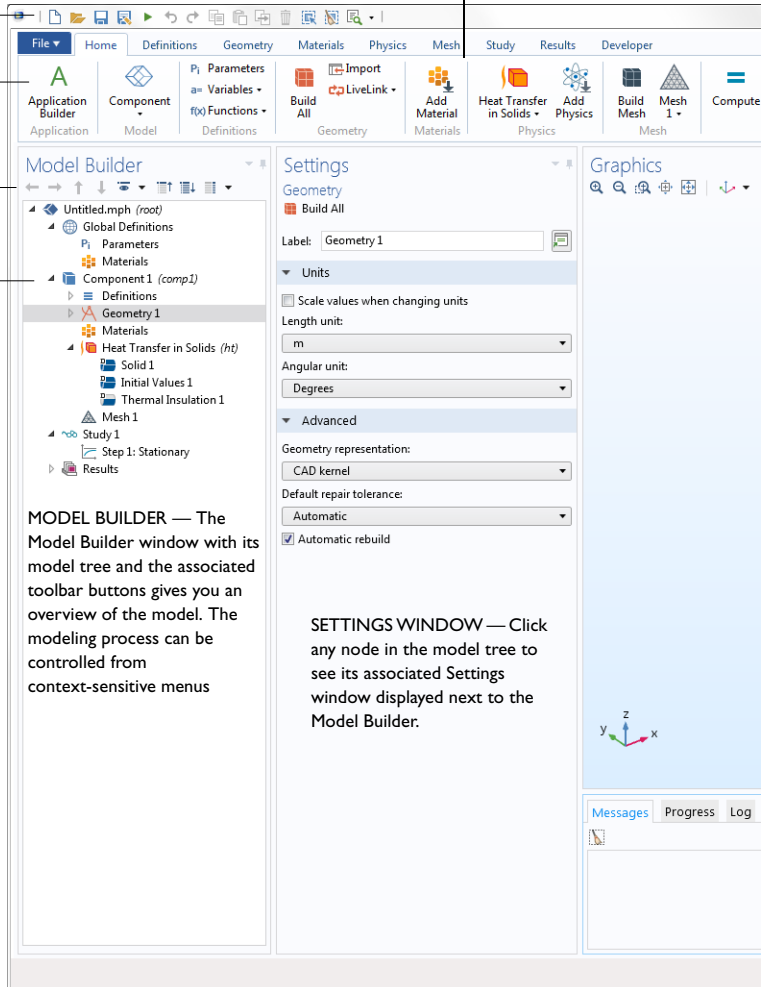 File
Home
Definitions
Geometry
Materials
Physics
Mesh
Study
Results
Developer
A
Application
Builder
Application
Component
Model
Pi Parameters
a= Variables
f(x) Functions
Definitions
Build
All
Import
LiveLink
Geometry
Add
Material
Materials
Heat Transfer
in Solids
Add
Physics
Physics
Build
Mesh
Mesh
1
Mesh
Compute
Model Builder
Untitled.mph (root)
Global Definitions
Pi Parameters
Materials
Component 1 (comp1)
Definitions
Geometry 1
Materials
Heat Transfer in Solids (ht)
D Solid 1
D Initial Values 1
D Thermal Insulation 1
Mesh 1
Study 1
Step 1: Stationary
Results
MODEL BUILDER — The
Model Builder window with its
model tree and the associated
toolbar buttons gives you an
overview of the model. The
modeling process can be
controlled from
context-sensitive menus
Settings
Geometry
Build All
Label: Geometry 1
Units
Scale values when changing units
Length unit:
m
Angular unit:
Degrees
Advanced
Geometry representation:
CAD kernel
Default repair tolerance:
Automatic
Automatic rebuild
SETTINGS WINDOW — Click
any node in the model tree to
see its associated Settings
window displayed next to the
Model Builder.
Graphics
z
y
x
Messages
Progress
Log